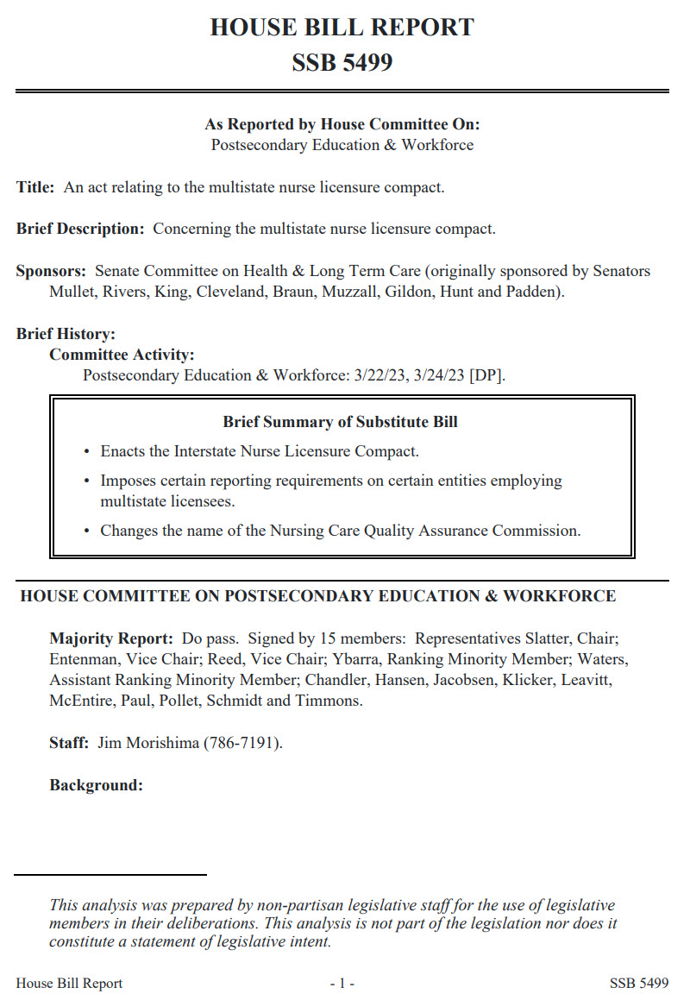 HOUSE BILL REPORT
SSB 5499
As Reported by House Committee On:
Postsecondary Education & Workforce
Title:  An act relating to the multistate nurse licensure compact.
Brief Description:  Concerning the multistate nurse licensure compact.
Sponsors:  Senate Committee on Health & Long Term Care (originally sponsored by Senators
Mullet, Rivers, King, Cleveland, Braun, Muzzall, Gildon, Hunt and Padden).
Brief History:
Committee Activity:
Postsecondary Education & Workforce: 3/22/23, 3/24/23 [DP].
Brief Summary of Substitute Bill
• Enacts the Interstate Nurse Licensure Compact.
• Imposes certain reporting requirements on certain entities employing
multistate licensees.
• Changes the name of the Nursing Care Quality Assurance Commission.
HOUSE COMMITTEE ON POSTSECONDARY EDUCATION & WORKFORCE
Majority Report:  Do pass.  Signed by 15 members:  Representatives Slatter, Chair;
Entenman, Vice Chair; Reed, Vice Chair; Ybarra, Ranking Minority Member; Waters,
Assistant Ranking Minority Member; Chandler, Hansen, Jacobsen, Klicker, Leavitt,
McEntire, Paul, Pollet, Schmidt and Timmons.
Staff:  Jim Morishima (786-7191).
Background:
This analysis was prepared by non-partisan legislative staff for the use of legislative
members in their deliberations. This analysis is not part of the legislation nor does it
constitute a statement of legislative intent.
House Bill Report - 1 - SSB 5499